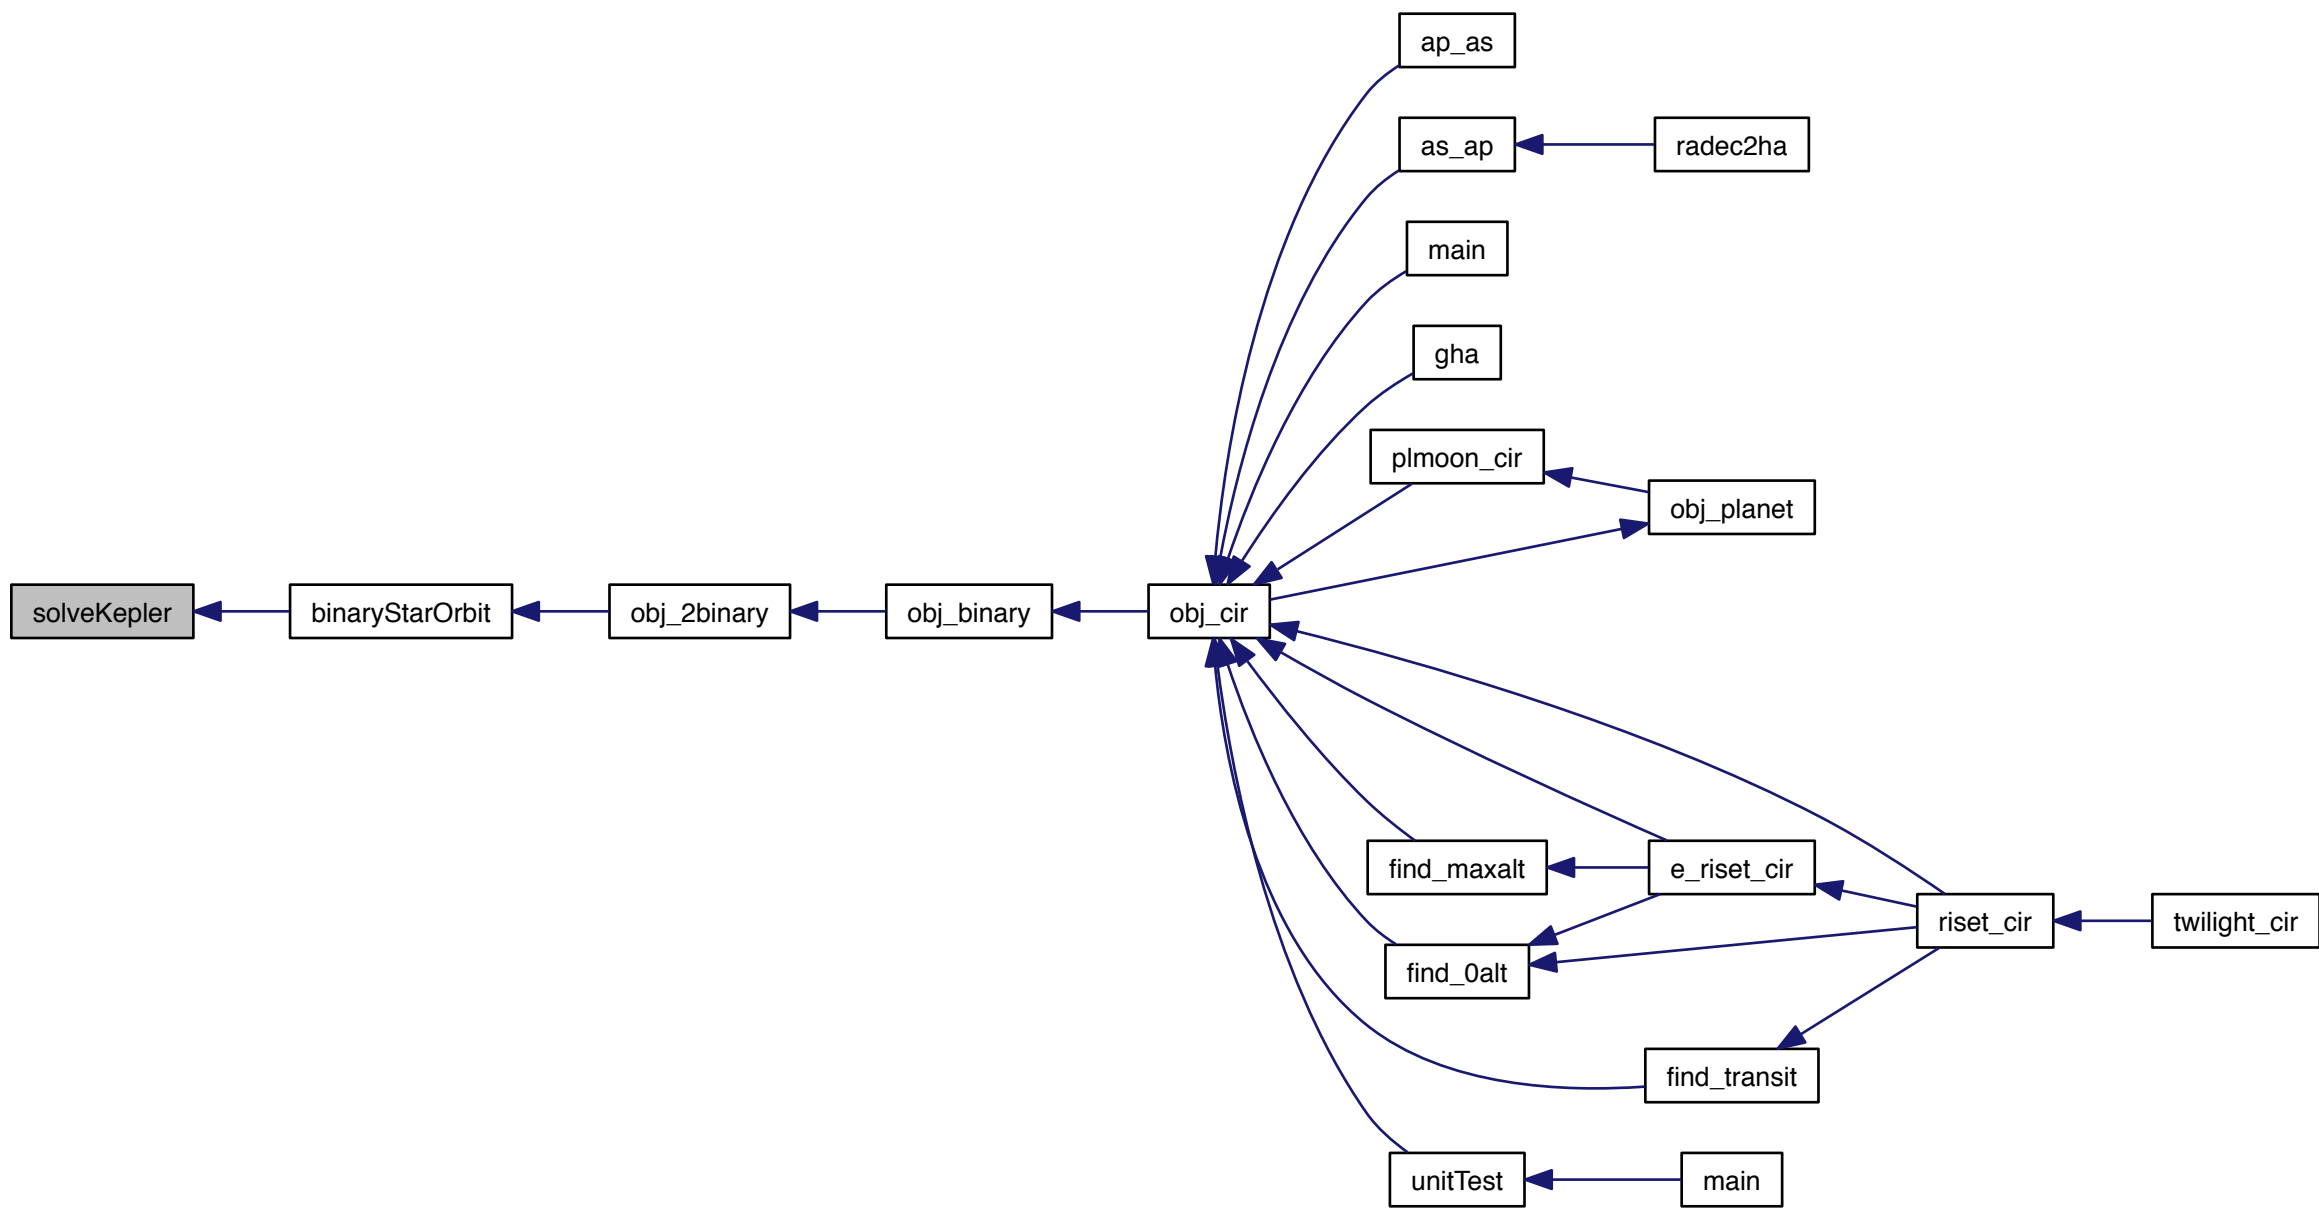 ap_as
as_ap
radec2ha
main
gha
plmoon_cir
obj_planet
solveKepler
binaryStarOrbit
obj_2binary
obj_binary
obj_cir
find_maxalt
e_riset_cir
riset_cir
twilight_cir
find_0alt
find_transit
unitTest
main